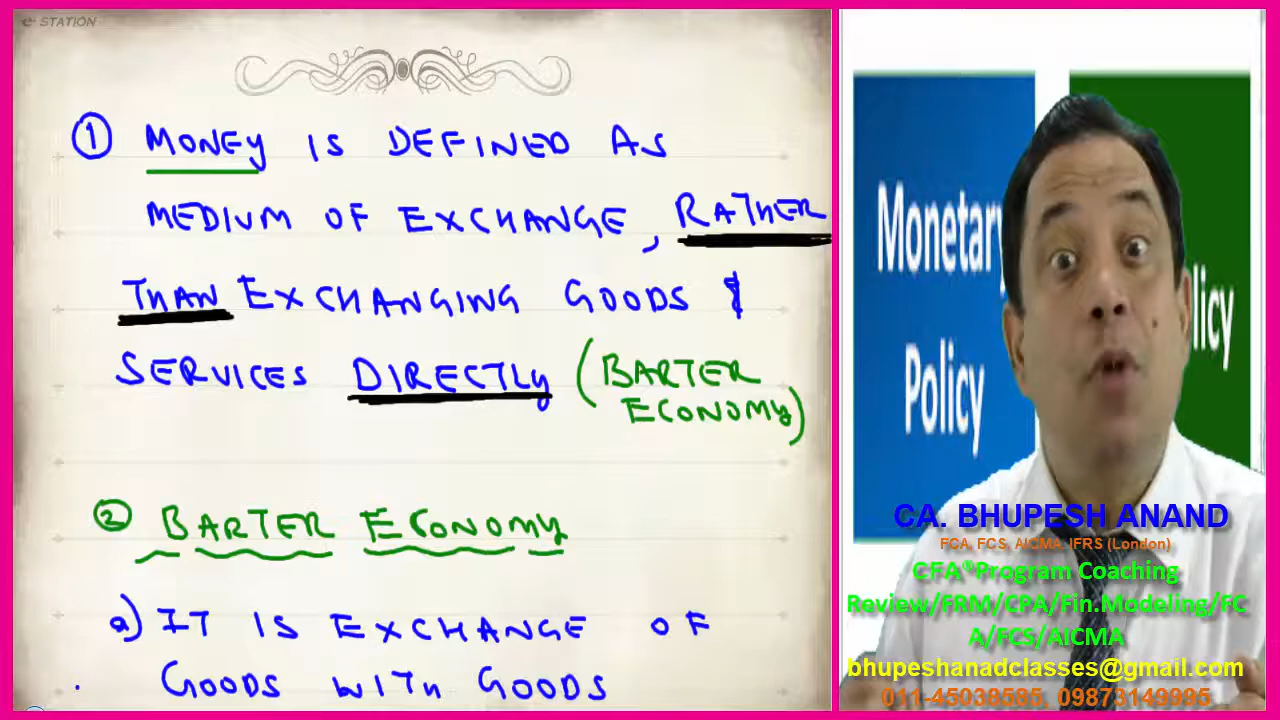 e-STATION
① MONEY IS DEFINED AS
MEDIUM OF EXCHANGE, RATHER
THAN EXCHANGING GOODS &
SERVICES DIRECTLY (BARTER
ECONOMY)
② BARTER ECONOMY
a) IT IS EXCHANGE OF
GOODS WITH GOODS
Monetary
Policy
licy
CA. BHUPESH ANAND
FCA, FCS, AICMA, IFRS (London)
CFA®Program Coaching
Review/FRM/CPA/Fin.Modeling/FC
A/FCS/AICMA
bhupeshanadclasses@gmail.com
011-45038585, 09873149995